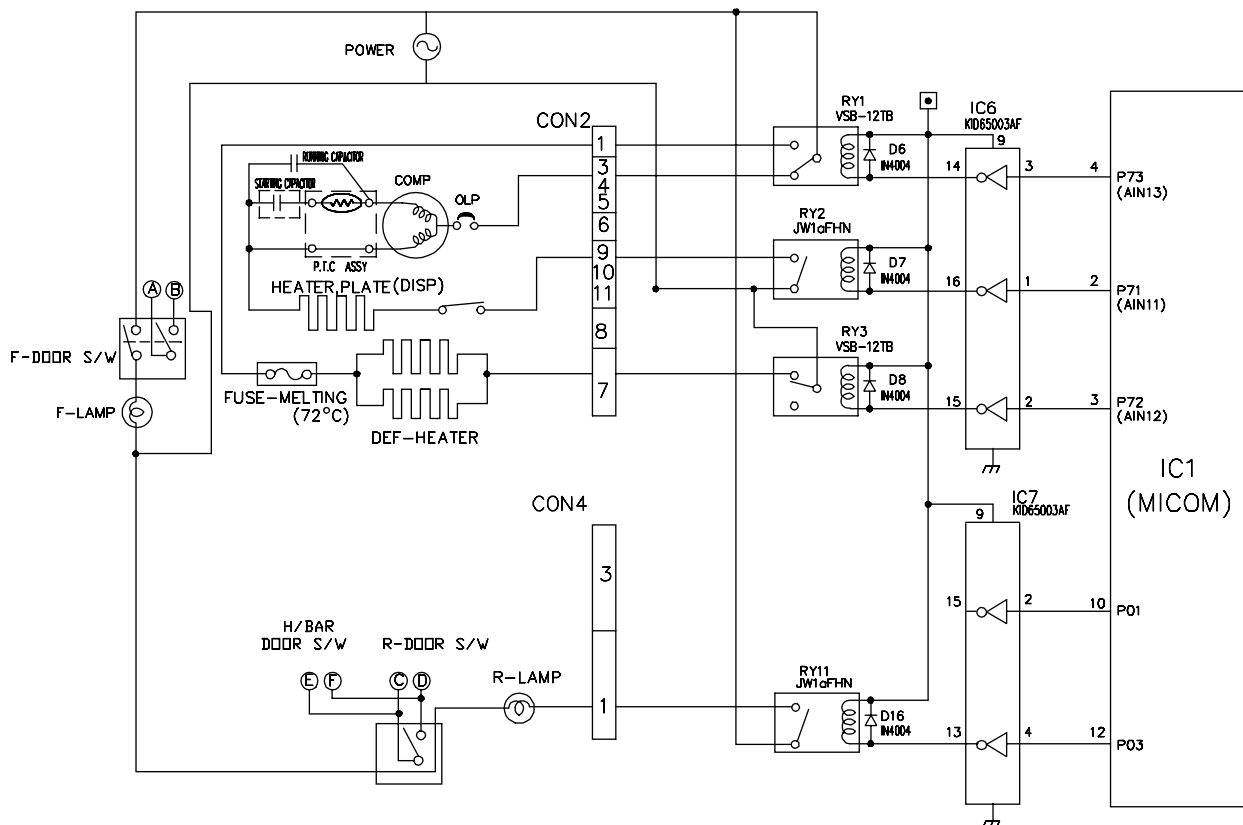 POWER
CON2
RY1
VSB-12TB
IC6
KID65003AF
1
3
4
5
6
9
10
11
8
7
RUNNING CAPACITOR
STARTING CAPACITOR
COMP
OLP
P.T.C ASSY
HEATER,PLATE(DISP)
D6
IN4004
9
14
3
4
P73
(AIN13)
RY2
JW1aFHN
D7
IN4004
16
1
2
P71
(AIN11)
RY3
VSB-12TB
D8
IN4004
15
2
3
P72
(AIN12)
A
B
F-DOOR S/W
F-LAMP
FUSE-MELTING
(72°C)
DEF-HEATER
IC1
(MICOM)
CON4
3
1
IC7
KID65003AF
9
15
2
10
P01
H/BAR
DOOR S/W
R-DOOR S/W
E
F
C
D
R-LAMP
RY11
JW1aFHN
D16
IN4004
13
4
12
P03